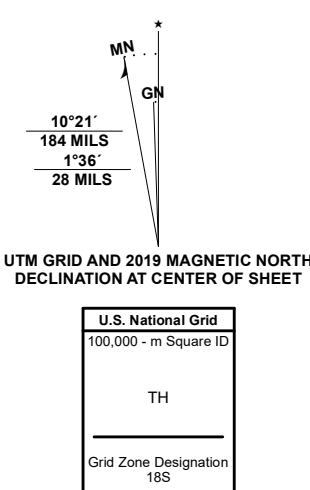 ★
MN
GN
10°21´
184 MILS
1°36´
28 MILS
UTM GRID AND 2019 MAGNETIC NORTH
DECLINATION AT CENTER OF SHEET
U.S. National Grid
100,000 - m Square ID
TH
Grid Zone Designation
18S